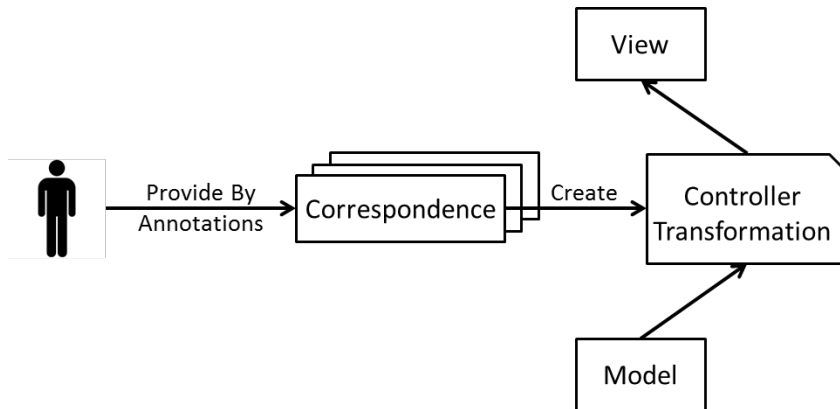 View
Provide By
Annotations
Correspondence
Create
Controller
Transformation
Model